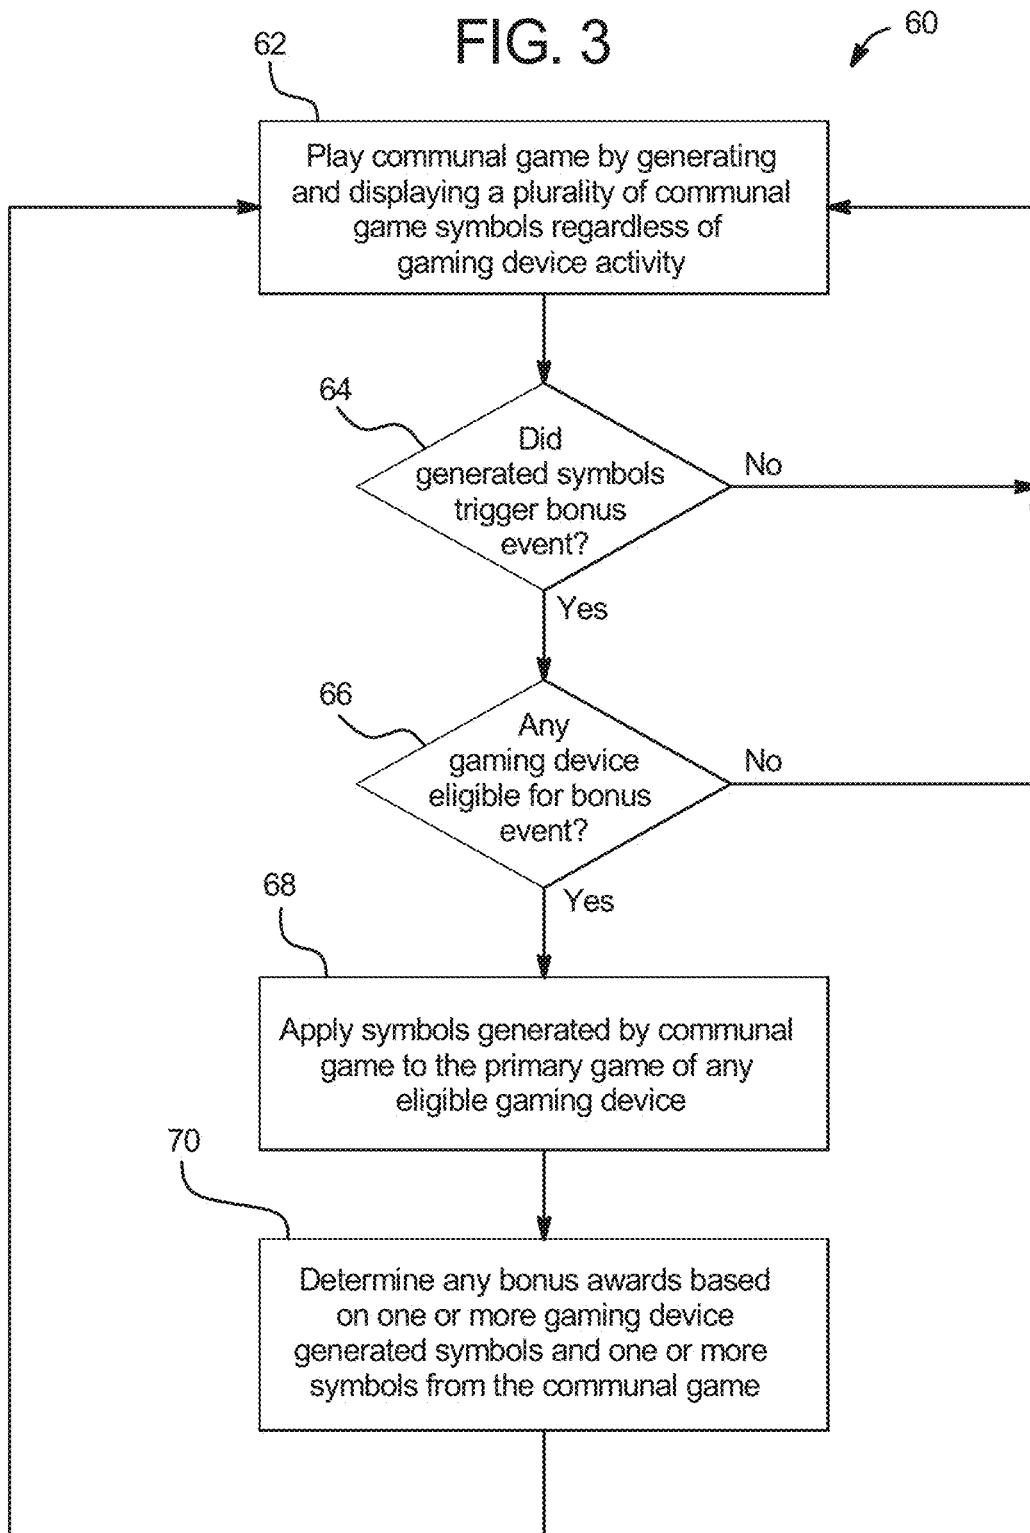 FIG. 3
60
62
Play communal game by generating
and displaying a plurality of communal
game symbols regardless of
gaming device activity
64
Did
generated symbols
trigger bonus
event?
No
Yes
66
Any
gaming device
eligible for bonus
event?
No
Yes
68
Apply symbols generated by communal
game to the primary game of any
eligible gaming device
70
Determine any bonus awards based
on one or more gaming device
generated symbols and one or more
symbols from the communal game